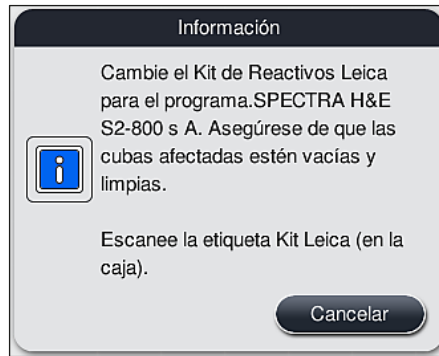 Información
Cambie el Kit de Reactivos Leica
para el programa.SPECTRA H&E
S2-800 s A. Asegúrese de que las
cubas afectadas estén vacías y
limpias.
Escanee la etiqueta Kit Leica (en la
caja).
Cancelar